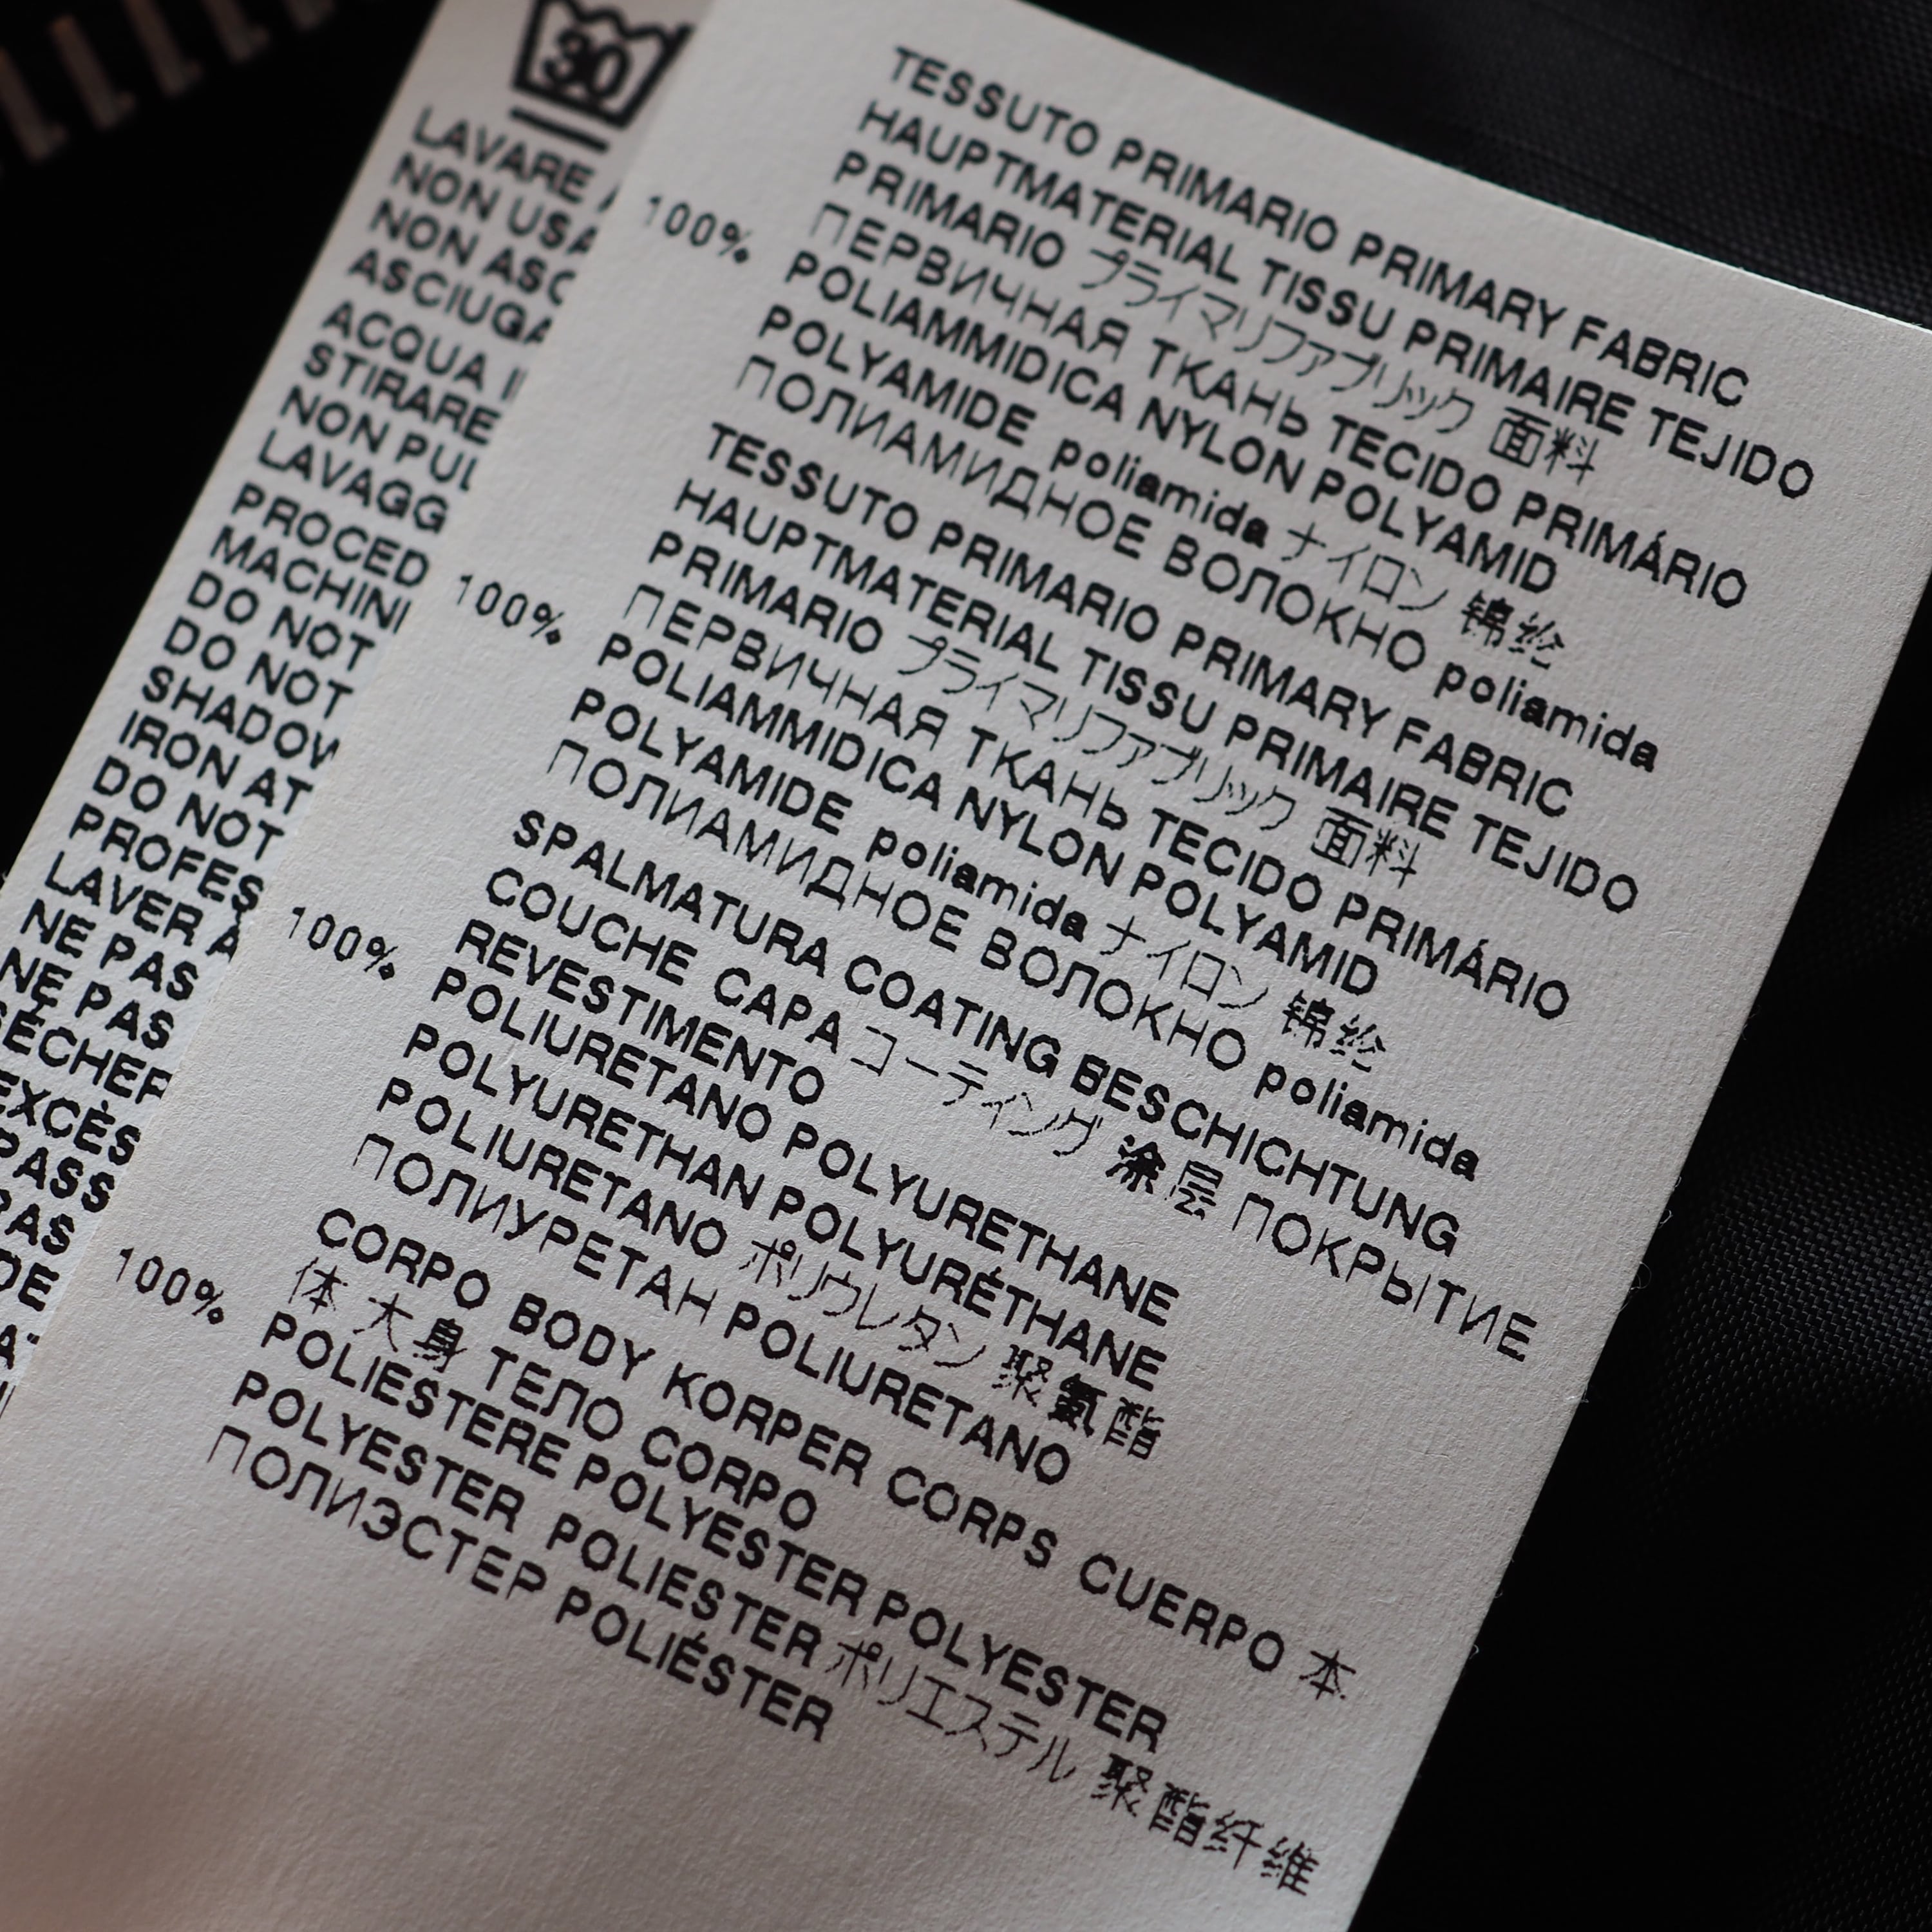 30
LAVARE
NON USA
NON ASC
ASCIUGA
ACQUA I
STIRARE
NON PUL
LAVAGG
PROCED
MACHINI
DO NOT
DO NOT
SHADOW
IRON AT
DO NOT
PROFES
LAVER À
NE PAS
NE PAS
SÉCHER
EXCÈS
PASS
PAS
DE
TESSUTO PRIMARIO PRIMARY FABRIC
HAUPTMATERIAL TISSU PRIMAIRE TEJIDO
PRIMARIO プライマリファブリック 面料
ПЕРВИЧНАЯ ТКАНЬ TECIDO PRIMÁRIO
100% POLIAMMIDICA NYLON POLYAMID
POLYAMIDE poliamida ナイロン 锦纶
ПОЛИАМИДНОЕ ВОЛОКНО poliamida
TESSUTO PRIMARIO PRIMARY FABRIC
HAUPTMATERIAL TISSU PRIMAIRE TEJIDO
PRIMARIO プライマリファブリック 面料
ПЕРВИЧНАЯ ТКАНЬ TECIDO PRIMÁRIO
100% POLIAMMIDICA NYLON POLYAMID
POLYAMIDE poliamida ナイロン 锦纶
ПОЛИАМИДНОЕ ВОЛОКНО poliamida
SPALMATURA COATING BESCHICHTUNG
COUCHE CAPA コーティング 涂层 ПОКРЫТИЕ
REVESTIMENTO
100% POLIURETANO POLYURETHANE
POLYURETHAN POLYURÉTHANE
POLIURETANO ポリウレタン 聚氨酯
ПОЛИУРЕТАН POLIURETANO
CORPO BODY KORPER CORPS CUERPO 本
体 大身 ТЕЛО CORPO
100% POLIESTERE POLYESTER POLYESTER
POLYESTER POLIESTER ポリエステル 聚酯纤维
ПОЛИЭСТЕР POLIÉSTER